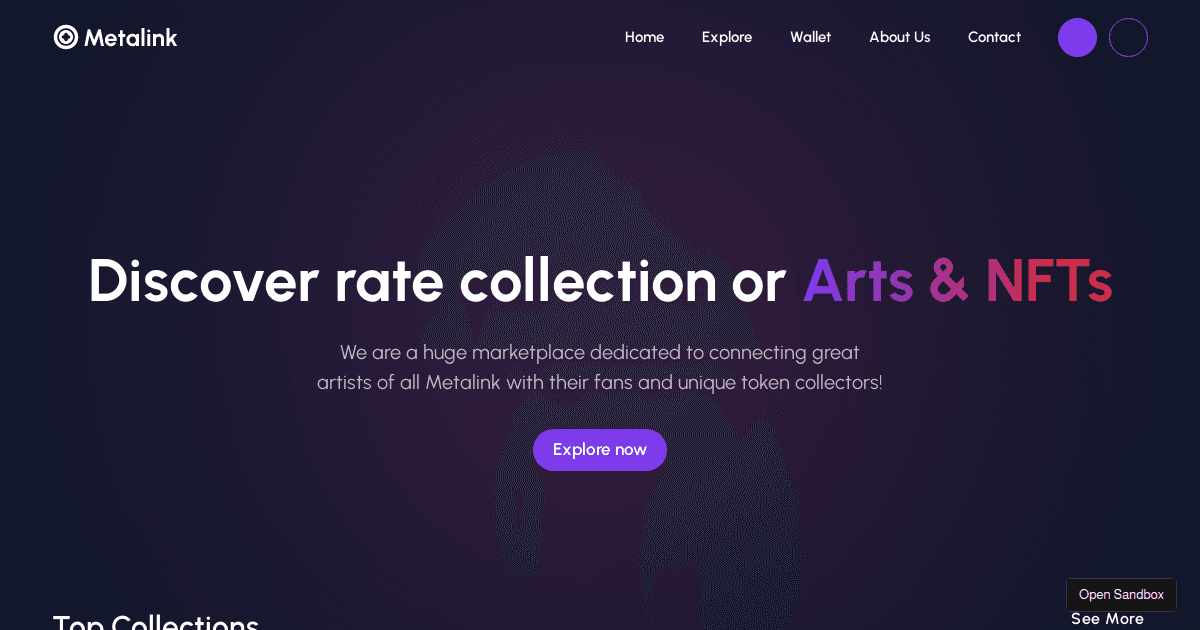 Metalink
Home Explore Wallet About Us Contact
Discover rate collection or Arts & NFTs
We are a huge marketplace dedicated to connecting great
artists of all Metalink with their fans and unique token collectors!
Explore now
Open Sandbox
Top Collections
See More